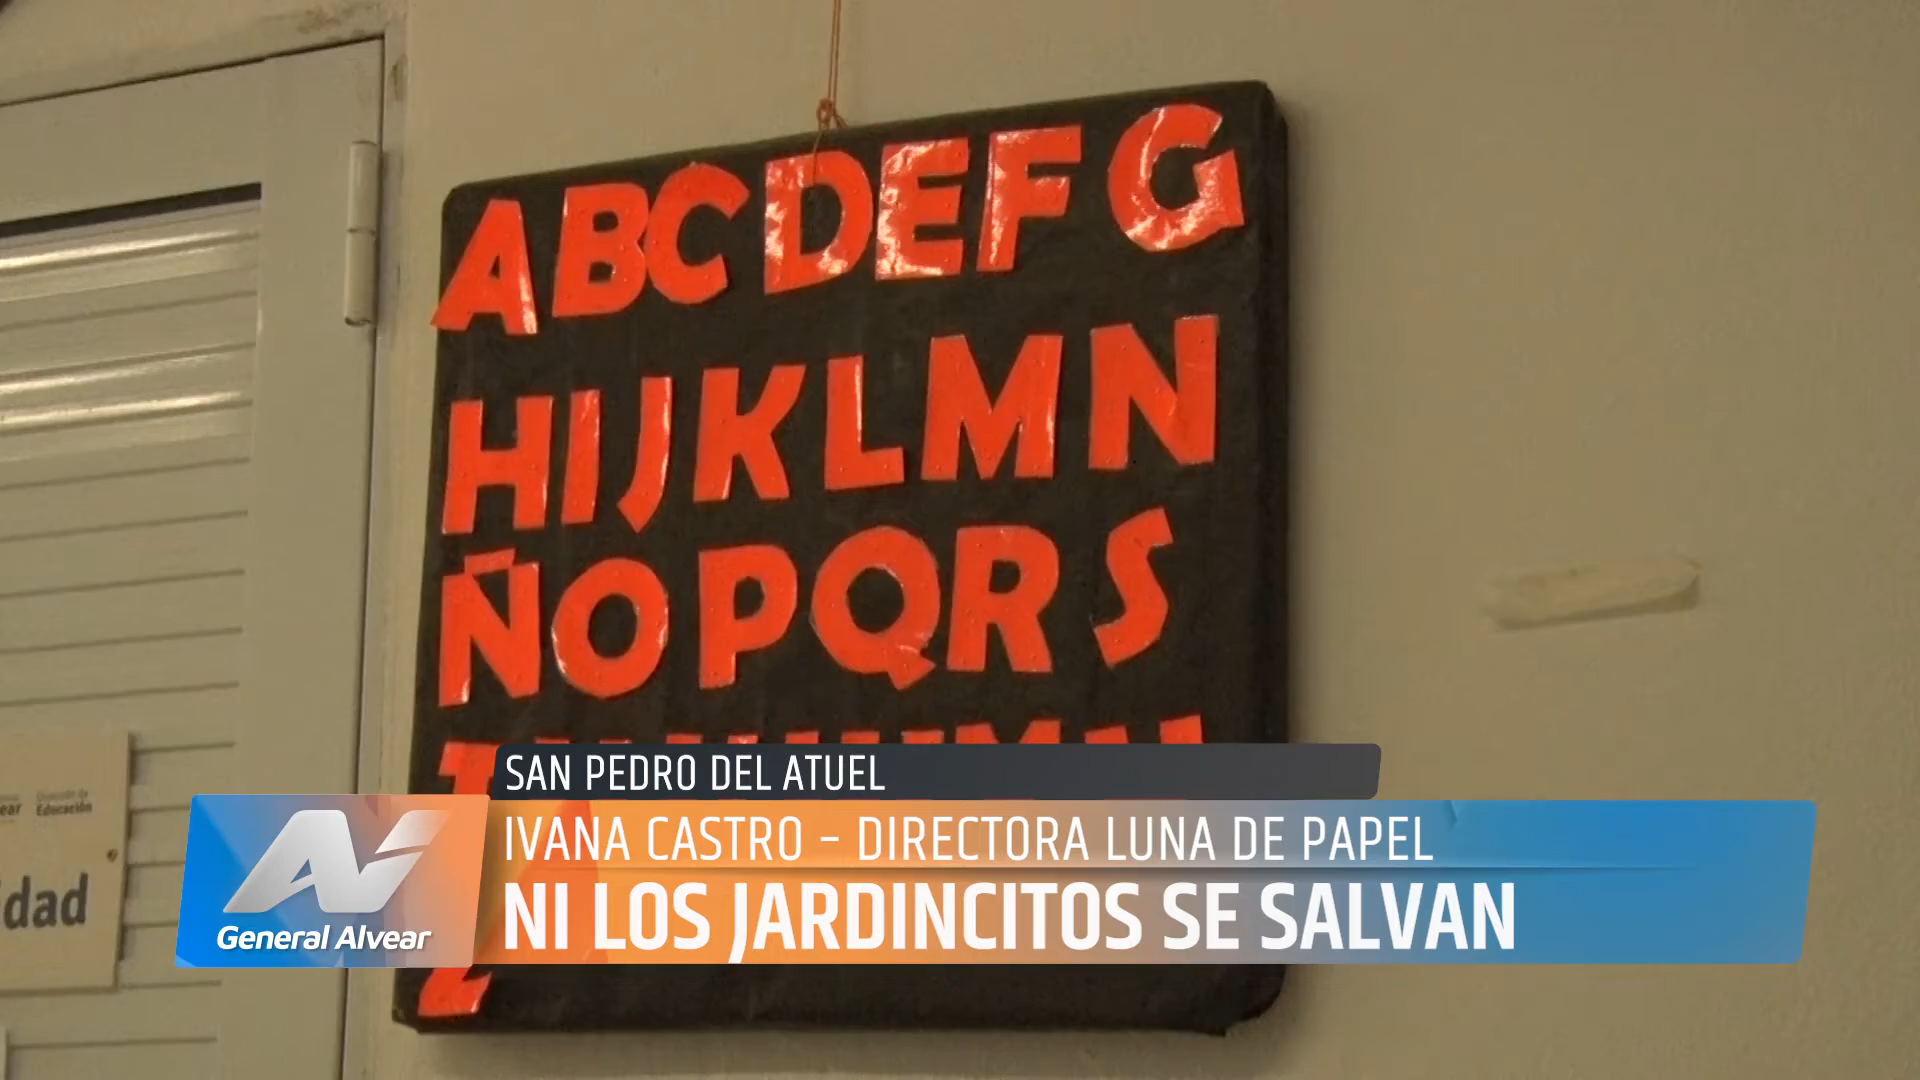 ABCDEFG
HIJKLMN
ÑOPQRS
SAN PEDRO DEL ATUEL
IVANA CASTRO - DIRECTORA LUNA DE PAPEL
NI LOS JARDINCITOS SE SALVAN
General Alvear
Educación
Z